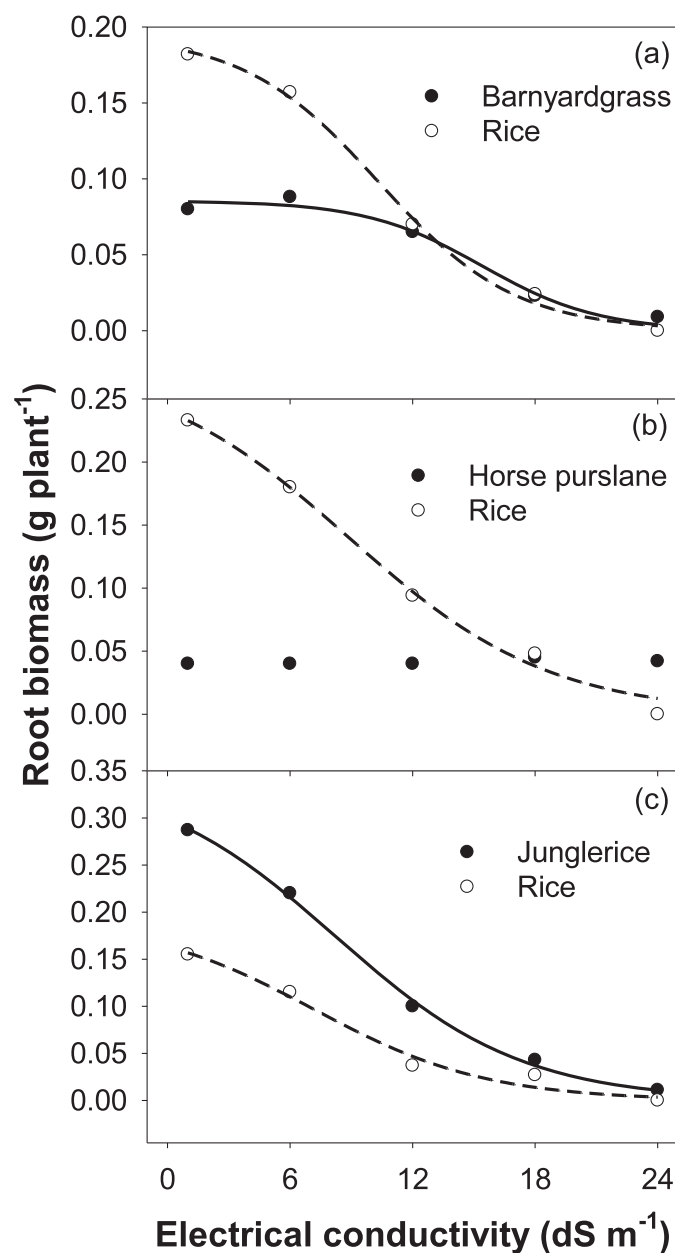 0.20
(a)
Barnyardgrass
0.15
Rice
0.10
0.05
0.00
0.25
(b)
0.20
Horse purslane
Rice
0.15
0.10
0.05
0.00
Root biomass (g plant⁻¹)
0.35
(c)
0.30
Junglerice
0.25
Rice
0.20
0.15
0.10
0.05
0.00
0 6 12 18 24
Electrical conductivity (dS m⁻¹)